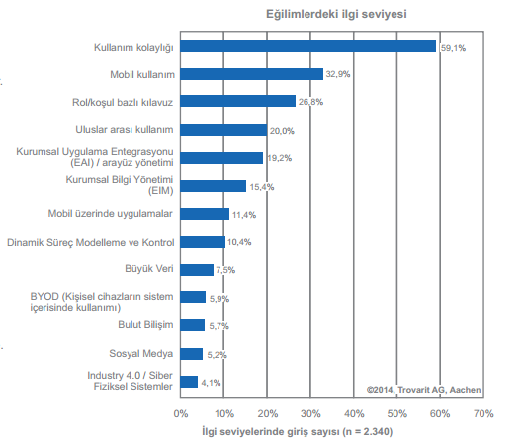 Eğilimlerdeki ilgi seviyesi
Kullanım kolaylığı
59,1%
Mobil kullanım
32,9%
Rol/koşul bazlı kılavuz
26,8%
Uluslar arası kullanım
20,0%
Kurumsal Uygulama Entegrasyonu
(EAI) / arayüz yönetimi
19,2%
Kurumsal Bilgi Yönetimi
(EIM)
15,4%
Mobil üzerinde uygulamalar
11,4%
Dinamik Süreç Modelleme ve Kontrol
10,4%
Büyük Veri
7,5%
BYOD (Kişisel cihazların sistem
içerisinde kullanımı)
5,9%
Bulut Bilişim
5,7%
Sosyal Medya
5,2%
Industry 4.0 / Siber
Fiziksel Sistemler
4,1%
©2014 Trovarit AG, Aachen
0% 10% 20% 30% 40% 50% 60% 70%
İlgi seviyelerinde giriş sayısı (n = 2.340)